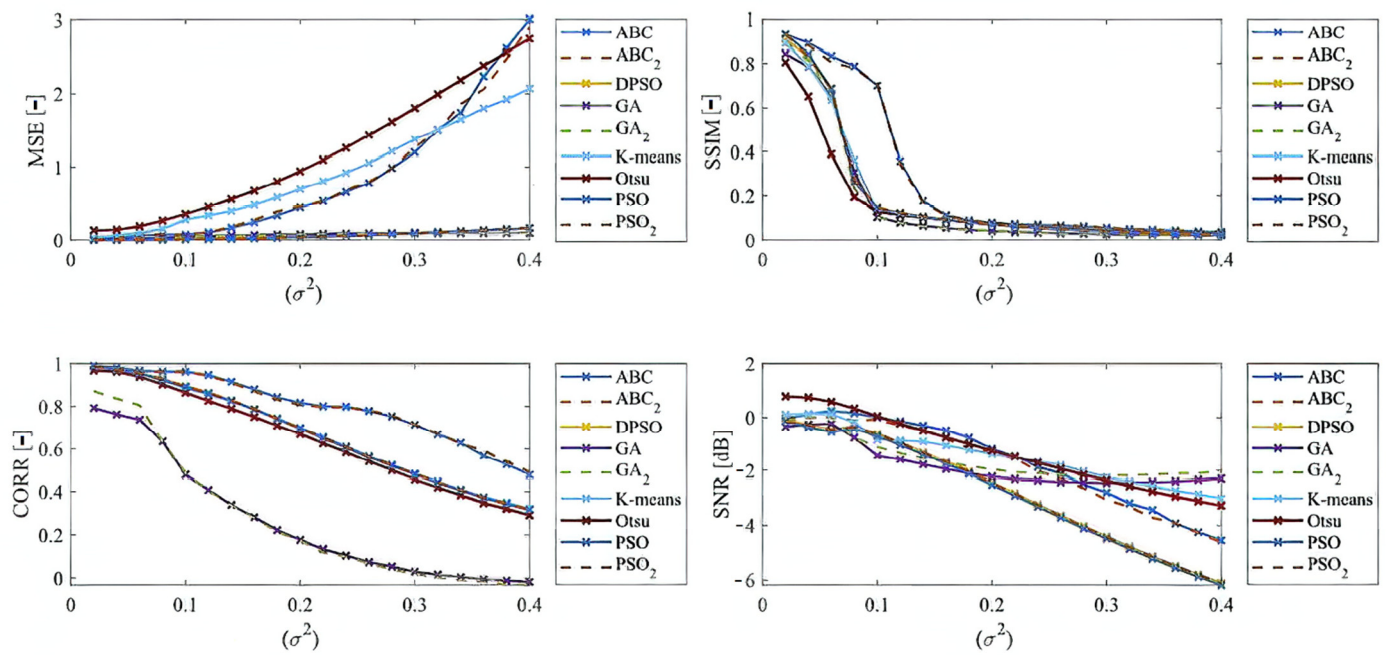 3
2
1
0
MSE [-]
0.1
0.2
0.3
0.4
(σ²)
ABC
ABC₂
DPSO
GA
GA₂
K-means
Otsu
PSO
PSO₂
1
0.8
0.6
0.4
0.2
0
SSIM [-]
0
0.1
0.2
0.3
0.4
(σ²)
ABC
ABC₂
DPSO
GA
GA₂
K-means
Otsu
PSO
PSO₂
1
0.8
0.6
0.4
0.2
0
CORR [-]
0
0.1
0.2
0.3
0.4
(σ²)
ABC
ABC₂
DPSO
GA
GA₂
K-means
Otsu
PSO
PSO₂
2
0
-2
-4
-6
SNR [dB]
0
0.1
0.2
0.3
0.4
(σ²)
ABC
ABC₂
DPSO
GA
GA₂
K-means
Otsu
PSO
PSO₂